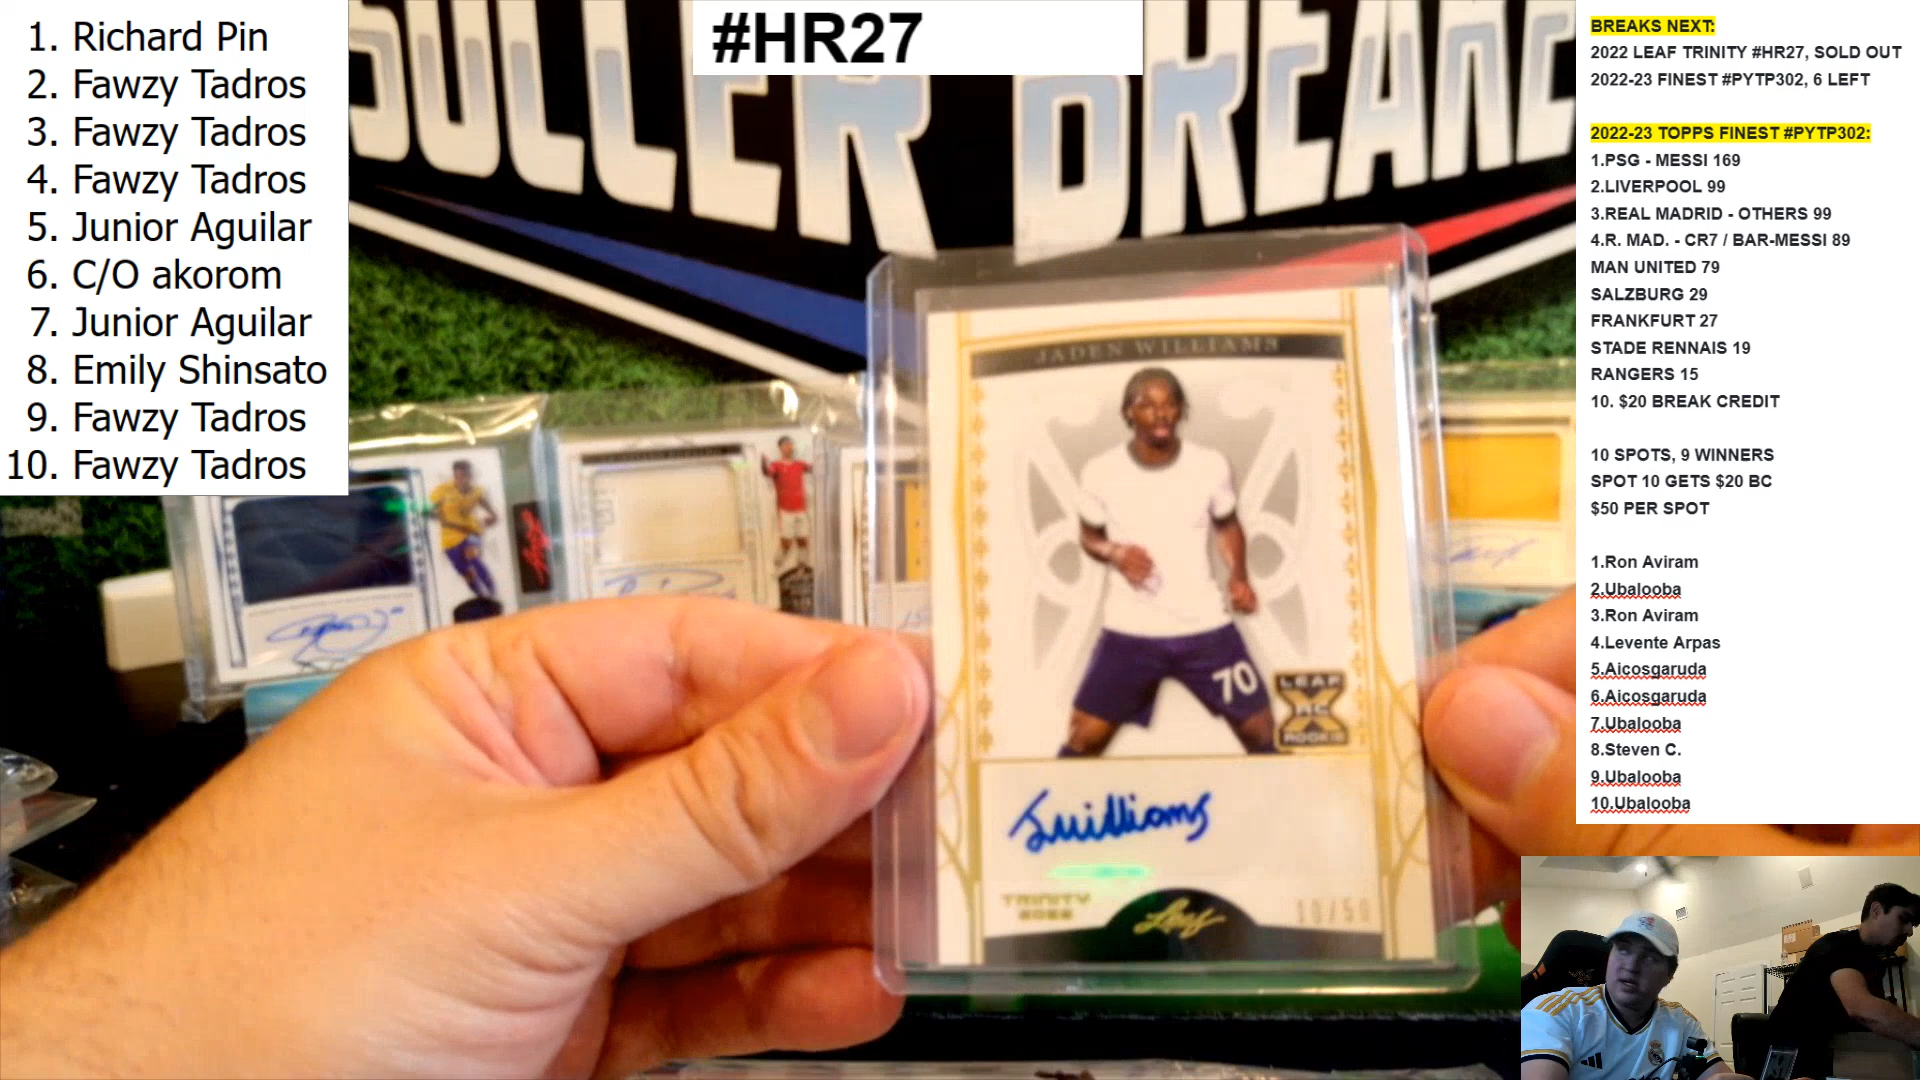 1. Richard Pin
2. Fawzy Tadros
3. Fawzy Tadros
4. Fawzy Tadros
5. Junior Aguilar
6. C/O akorom
7. Junior Aguilar
8. Emily Shinsato
9. Fawzy Tadros
10. Fawzy Tadros
#HR27
SOCCER BREAKE
JADEN WILLIAMS
70
LEAF
RC
ROOKIE
Jwilliams
TRINITY
2022
Leaf
10/50
BREAKS NEXT:
2022 LEAF TRINITY #HR27, SOLD OUT
2022-23 FINEST #PYTP302, 6 LEFT
2022-23 TOPPS FINEST #PYTP302:
1.PSG - MESSI 169
2.LIVERPOOL 99
3.REAL MADRID - OTHERS 99
4.R. MAD. - CR7 / BAR-MESSI 89
MAN UNITED 79
SALZBURG 29
FRANKFURT 27
STADE RENNAIS 19
RANGERS 15
10. $20 BREAK CREDIT
10 SPOTS, 9 WINNERS
SPOT 10 GETS $20 BC
$50 PER SPOT
1.Ron Aviram
2.Ubalooba
3.Ron Aviram
4.Levente Arpas
5.Aicosgaruda
6.Aicosgaruda
7.Ubalooba
8.Steven C.
9.Ubalooba
10.Ubalooba